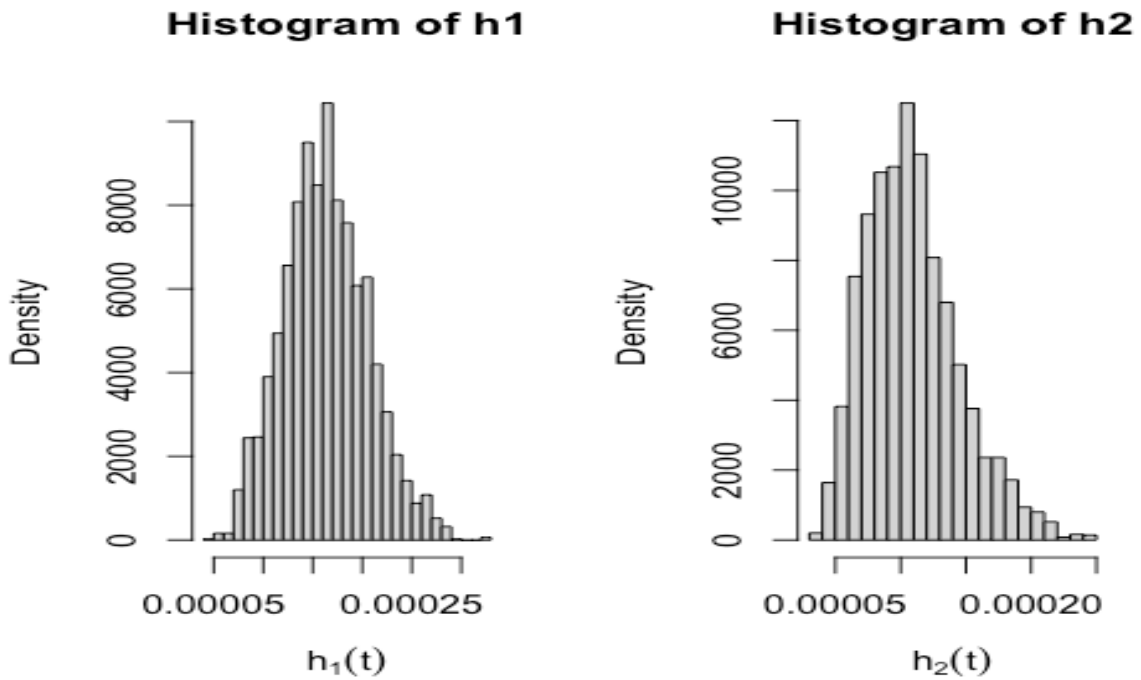 Histogram of h1
Density
0 2000 4000 6000 8000
0.00005 0.00025
h₁(t)
Histogram of h2
Density
0 2000 6000 10000
0.00005 0.00020
h₂(t)